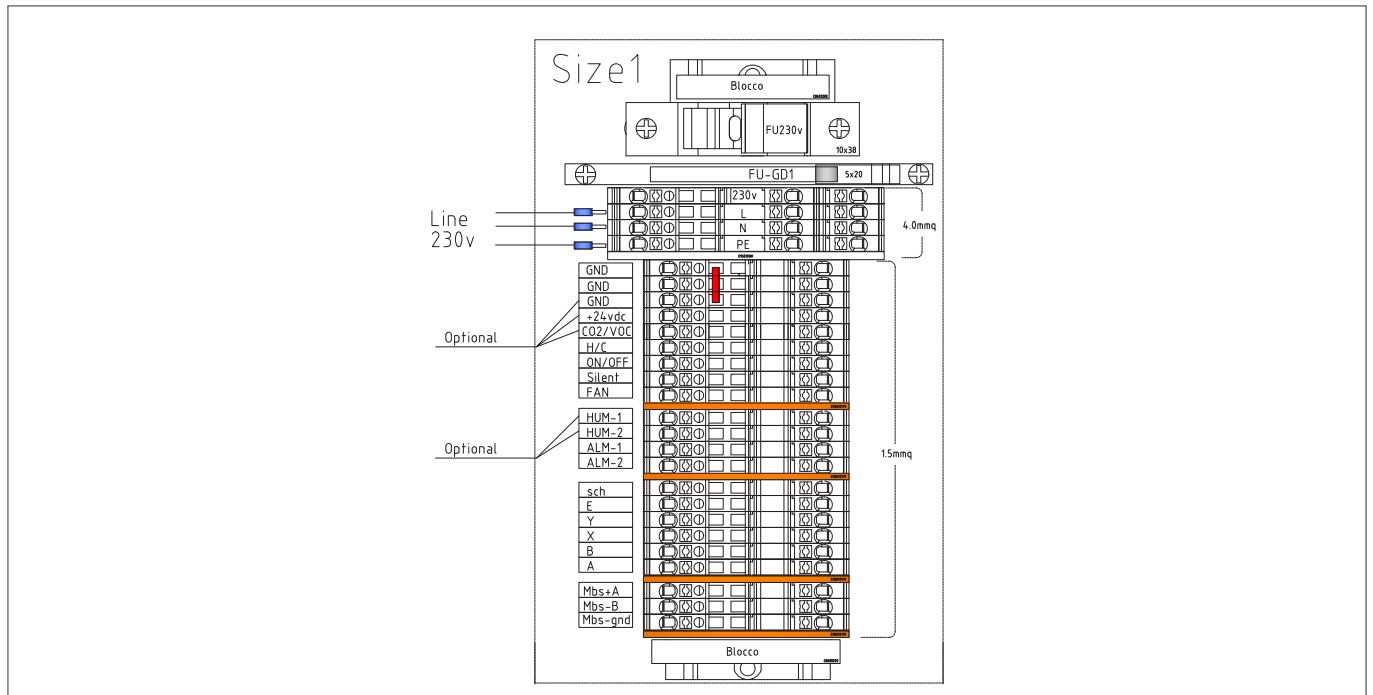 Size1
Blocco
FU230v
10x38
FU-GD1
5x20
230v
L
N
PE
Line
230v
4.0mmq
GND
GND
GND
+24vdc
CO2/VOC
H/C
ON/OFF
Silent
FAN
Optional
HUM-1
HUM-2
ALM-1
ALM-2
Optional
1.5mmq
sch
E
Y
X
B
A
Mbs+A
Mbs-B
Mbs-gnd
Blocco